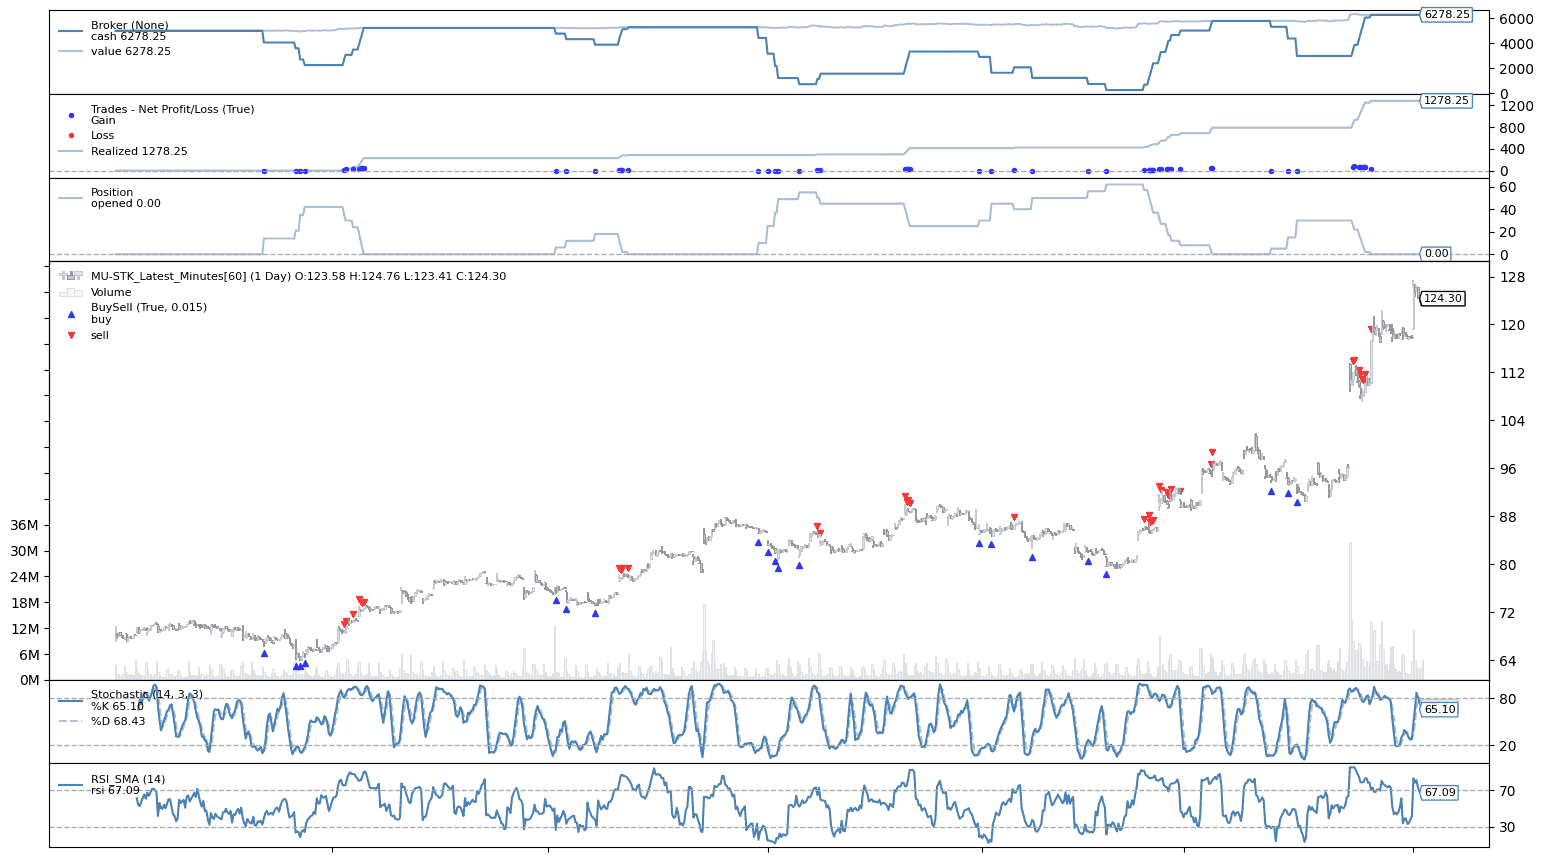 Broker (None)
cash 6278.25
value 6278.25
6278.25
6000
4000
2000
0
Trades - Net Profit/Loss (True)
Gain
Loss
Realized 1278.25
1278.25
1200
800
400
0
Position
opened 0.00
60
40
20
0
0.00
MU-STK_Latest_Minutes[60] (1 Day) O:123.58 H:124.76 L:123.41 C:124.30
Volume
BuySell (True, 0.015)
buy
sell
128
124.30
120
112
104
96
88
80
72
64
36M
30M
24M
18M
12M
6M
0M
Stochastic (14, 3, 3)
%K 65.10
%D 68.43
80
65.10
20
RSI_SMA (14)
rsi 67.09
70
67.09
30